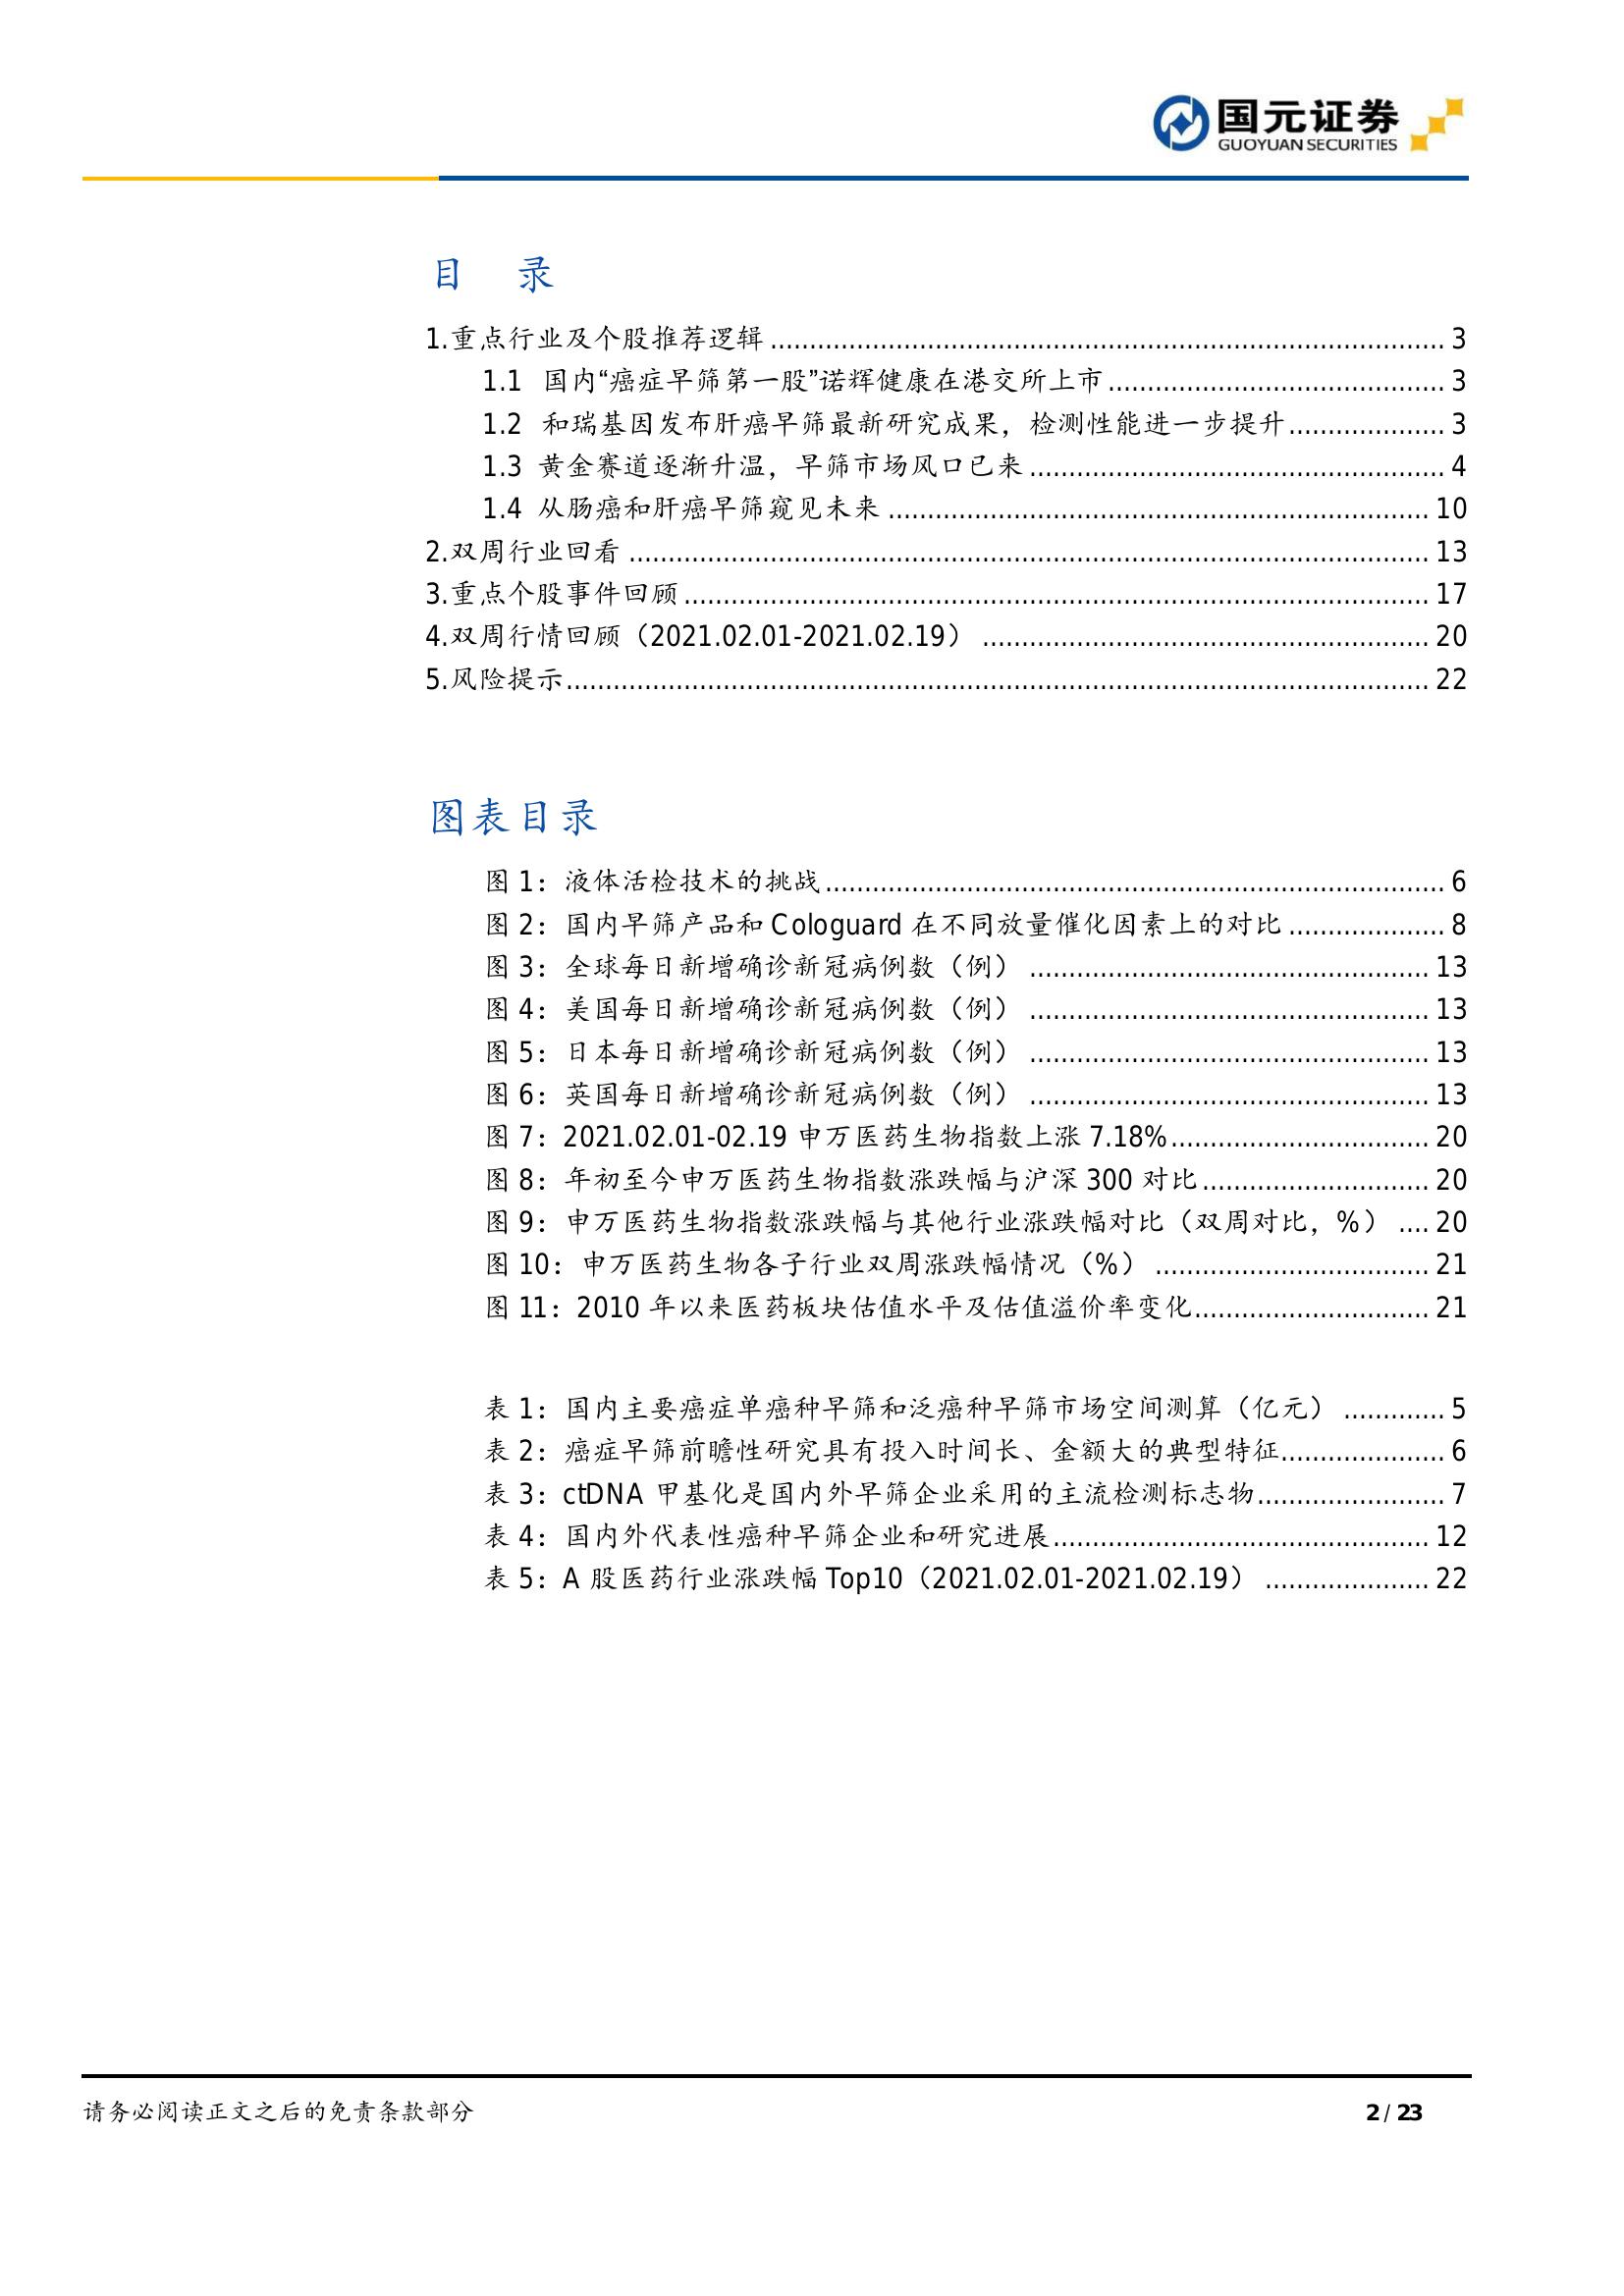 国元证券
GUOYUAN SECURITIES
目 录
1.重点行业及个股推荐逻辑 ........ 3
1.1 国内“癌症早筛第一股”诺辉健康在港交所上市 ........ 3
1.2 和瑞基因发布肝癌早筛最新研究成果，检测性能进一步提升 ........ 3
1.3 黄金赛道逐渐升温，早筛市场风口已来 ........ 4
1.4 从肠癌和肝癌早筛窥见未来 ........ 10
2.双周行业回看 ........ 13
3.重点个股事件回顾 ........ 17
4.双周行情回顾（2021.02.01-2021.02.19） ........ 20
5.风险提示 ........ 22
图表目录
图 1：液体活检技术的挑战 ........ 6
图 2：国内早筛产品和 Cologuard 在不同放量催化因素上的对比 ........ 8
图 3：全球每日新增确诊新冠病例数（例） ........ 13
图 4：美国每日新增确诊新冠病例数（例） ........ 13
图 5：日本每日新增确诊新冠病例数（例） ........ 13
图 6：英国每日新增确诊新冠病例数（例） ........ 13
图 7：2021.02.01-02.19 申万医药生物指数上涨 7.18% ........ 20
图 8：年初至今申万医药生物指数涨跌幅与沪深 300 对比 ........ 20
图 9：申万医药生物指数涨跌幅与其他行业涨跌幅对比（双周对比，%） .... 20
图 10：申万医药生物各子行业双周涨跌幅情况（%） ........ 21
图 11：2010 年以来医药板块估值水平及估值溢价率变化 ........ 21
表 1：国内主要癌症单癌种早筛和泛癌种早筛市场空间测算（亿元） ........ 5
表 2：癌症早筛前瞻性研究具有投入时间长、金额大的典型特征 ........ 6
表 3：ctDNA 甲基化是国内外早筛企业采用的主流检测标志物 ........ 7
表 4：国内外代表性癌种早筛企业和研究进展 ........ 12
表 5：A 股医药行业涨跌幅 Top10（2021.02.01-2021.02.19） ........ 22
请务必阅读正文之后的免责条款部分 2 / 23